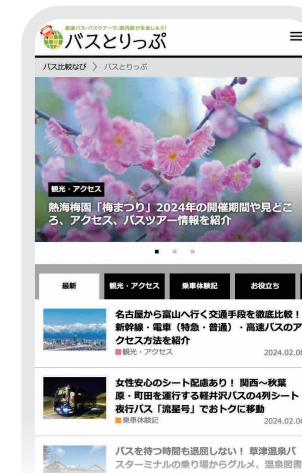 高速バス・バスツアーで、国内旅行を楽しもう!
バスとりっぷ
バス比較なび 〉 バスとりっぷ
観光・アクセス
熱海梅園「梅まつり」2024年の開催期間や見どこ
ろ、アクセス、バスツアー情報を紹介
最新 観光・アクセス 乗車体験記 お役立ち
名古屋から富山へ行く交通手段を徹底比較!
新幹線・電車(特急・普通)・高速バスのア
クセス方法を紹介
観光・アクセス 2024.02.08
女性安心のシート配慮あり! 関西〜秋葉
原・町田を運行する軽井沢バスの4列シート
夜行バス「流星号」でおトクに移動
乗車体験記 2024.02.06
バスを待つ時間も退屈しない! 草津温泉バ
スターミナルの乗り場からグルメ、温泉図書